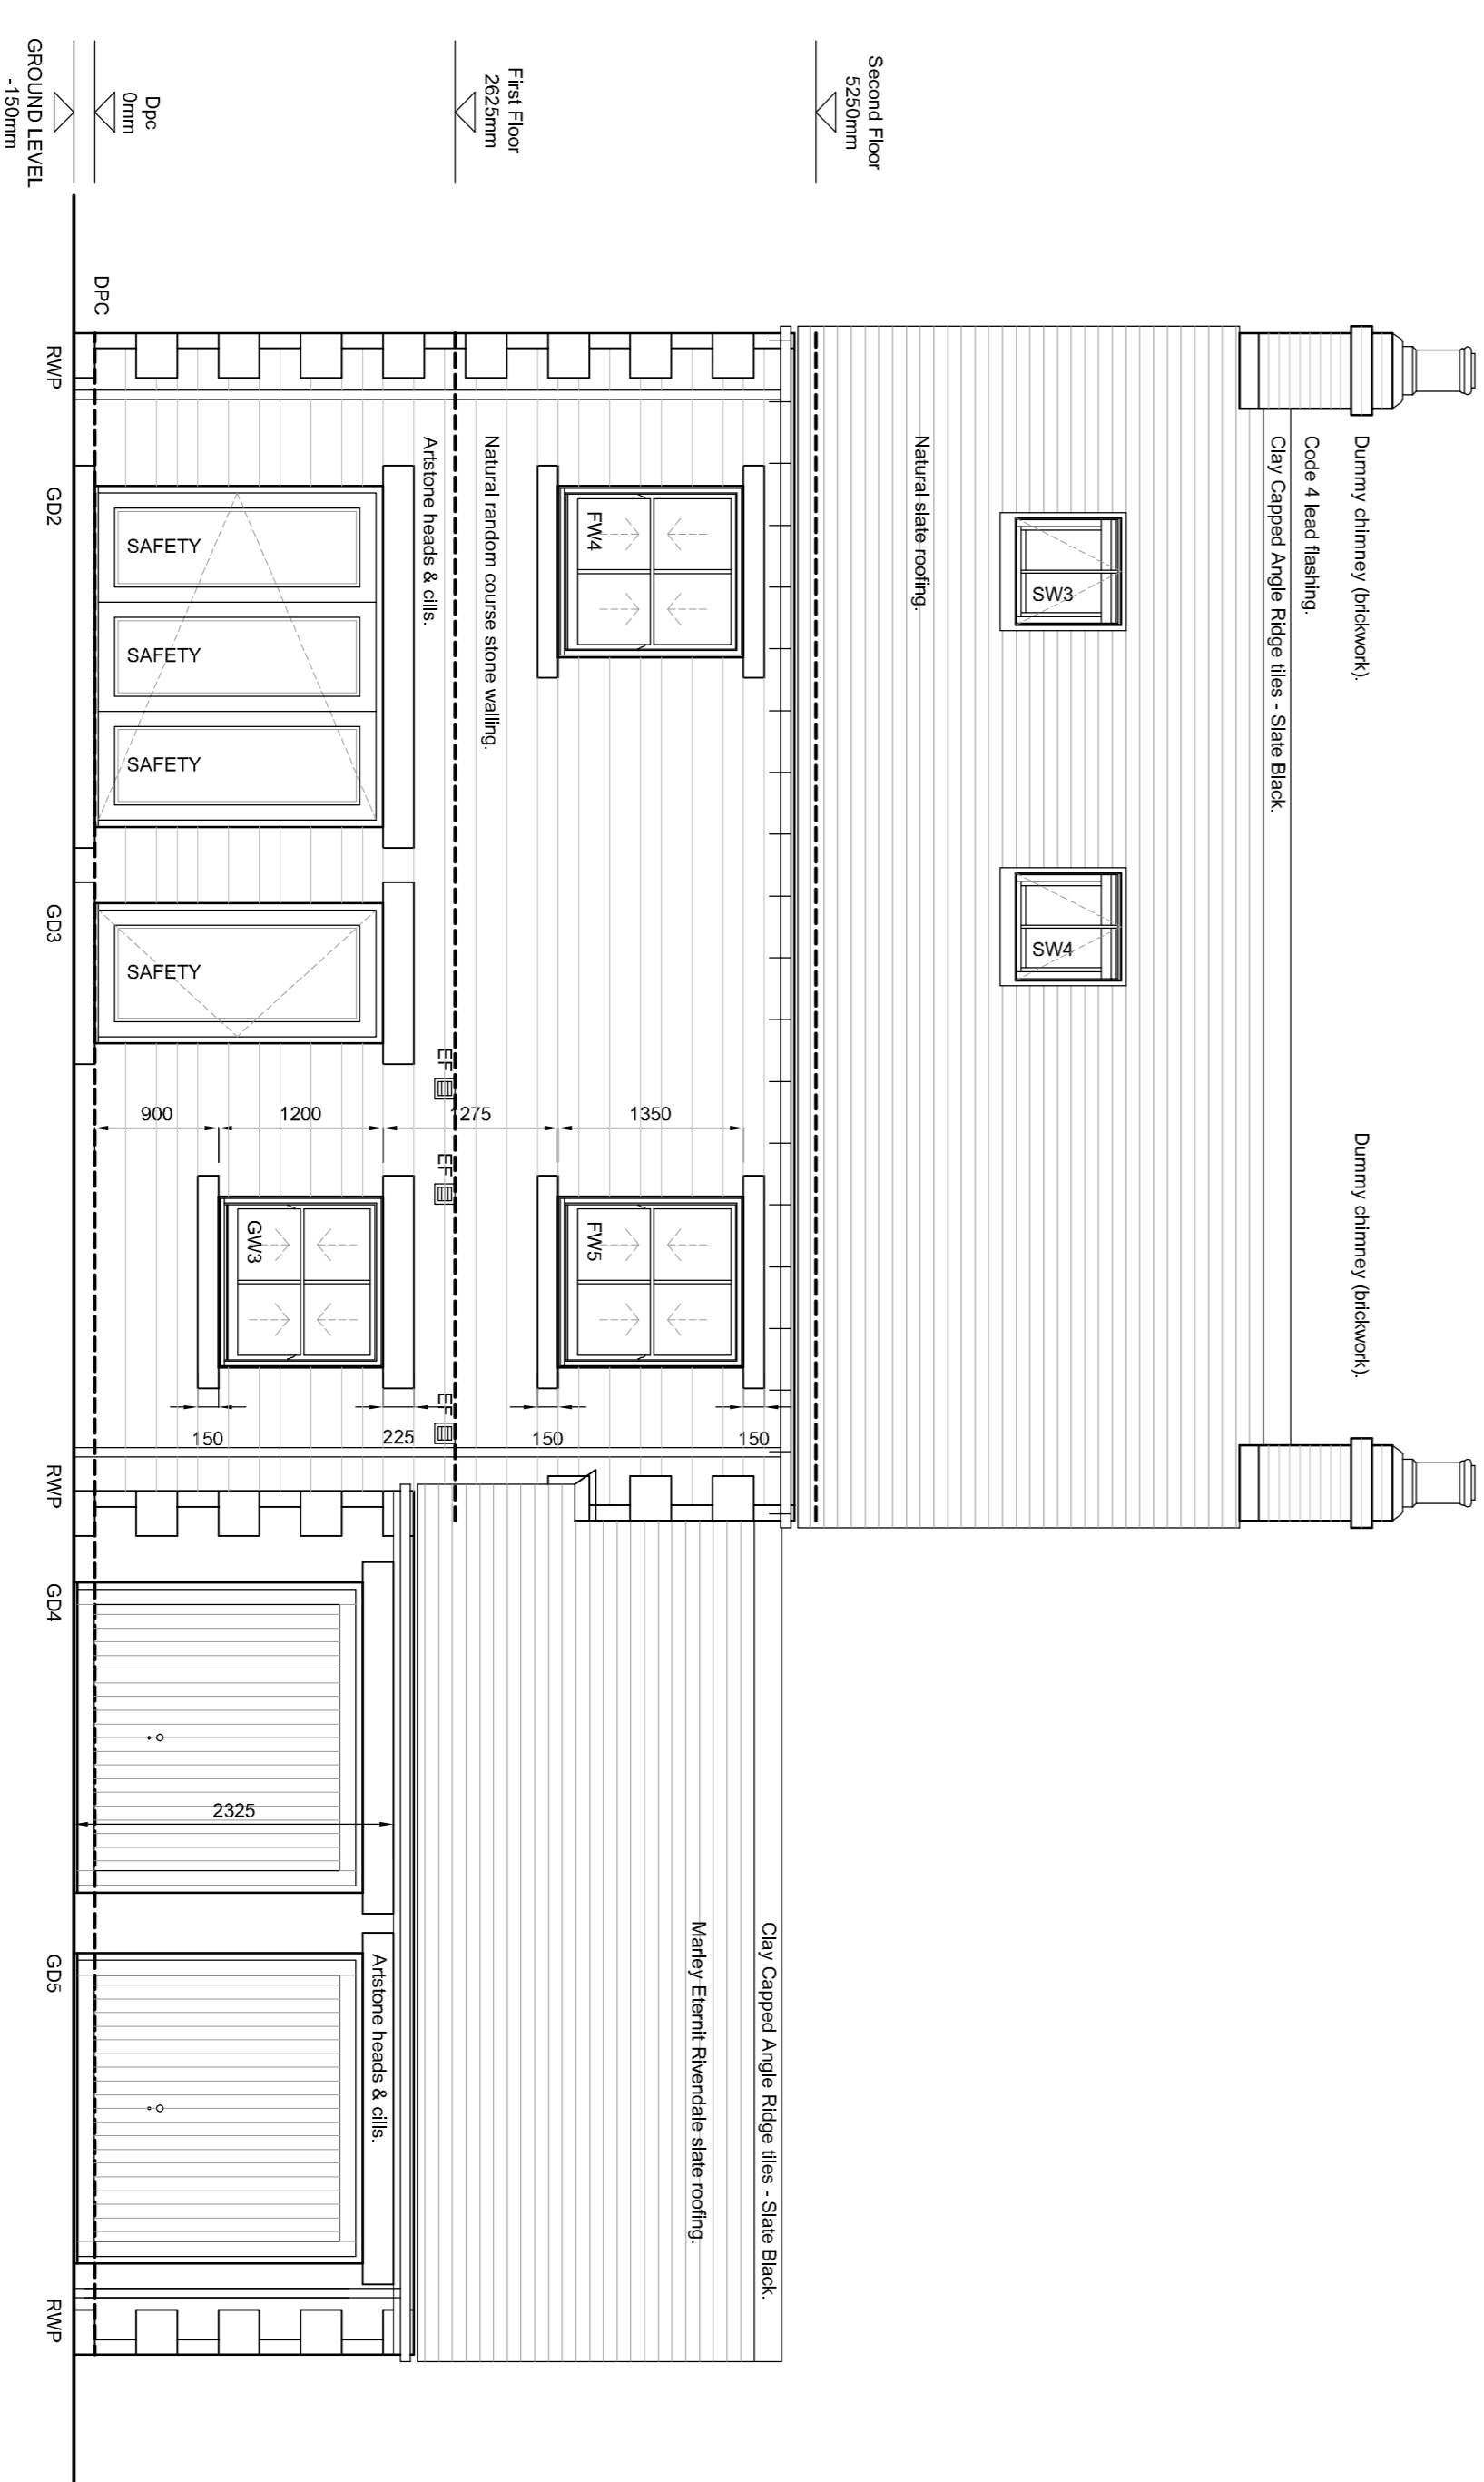 Dummy chimney (brickwork).
Dummy chimney (brickwork).
Code 4 lead flashing.
Clay Capped Angle Ridge tiles - Slate Black.
SW3
SW4
Natural slate roofing.
Second Floor
5250mm
Clay Capped Angle Ridge tiles - Slate Black.
Marley Eternit Rivendale slate roofing.
FW4
FW5
1350
150
150
Natural random course stone walling.
First Floor
2625mm
1275
EF
EF
EF
Artstone heads & cills.
225
Artstone heads & cills.
1200
GW3
150
2325
900
SAFETY
SAFETY
SAFETY
SAFETY
Dpc
0mm
DPC
GROUND LEVEL
-150mm
RWP
GD2
GD3
RWP
GD4
GD5
RWP